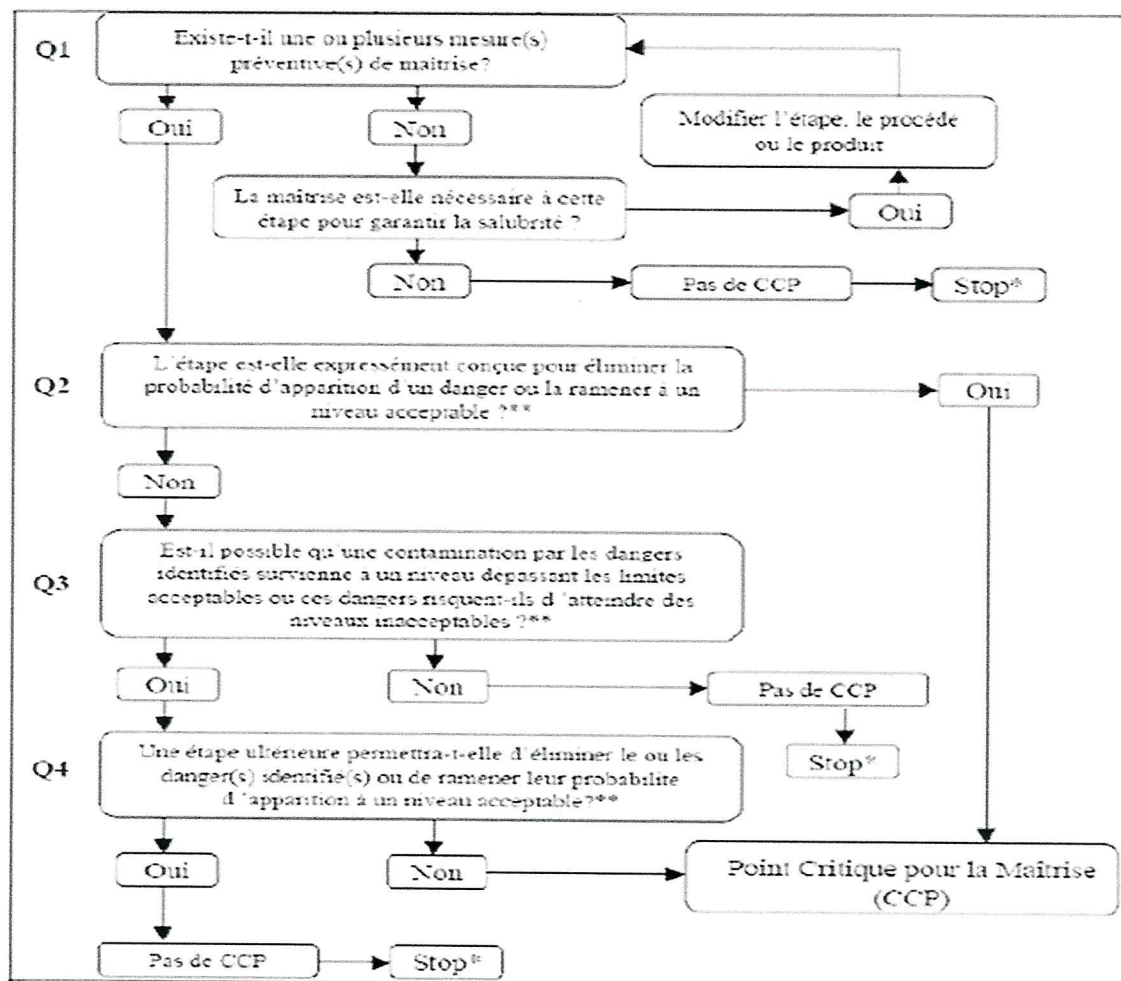 Q1
Existe-t-il une ou plusieurs mesure(s)
préventive(s) de maîtrise?
Oui
Non
Modifier l'étape, le procédé
ou le produit
La maîtrise est-elle nécessaire à cette
étape pour garantir la salubrité ?
Oui
Non
Pas de CCP
Stop*
Q2
L'étape est-elle expressément conçue pour éliminer la
probabilité d'apparition d'un danger ou la ramener à un
niveau acceptable ?**
Oui
Non
Q3
Est-il possible qu'une contamination par les dangers
identifiés survienne à un niveau dépassant les limites
acceptables ou ces dangers risquent-ils d 'atteindre des
niveaux inacceptables ?**
Oui
Non
Pas de CCP
Stop*
Q4
Une étape ultérieure permettra-t-elle d'éliminer le ou les
danger(s) identifié(s) ou de ramener leur probabilité
d 'apparition à un niveau acceptable?**
Oui
Non
Point Critique pour la Maîtrise
(CCP)
Pas de CCP
Stop*